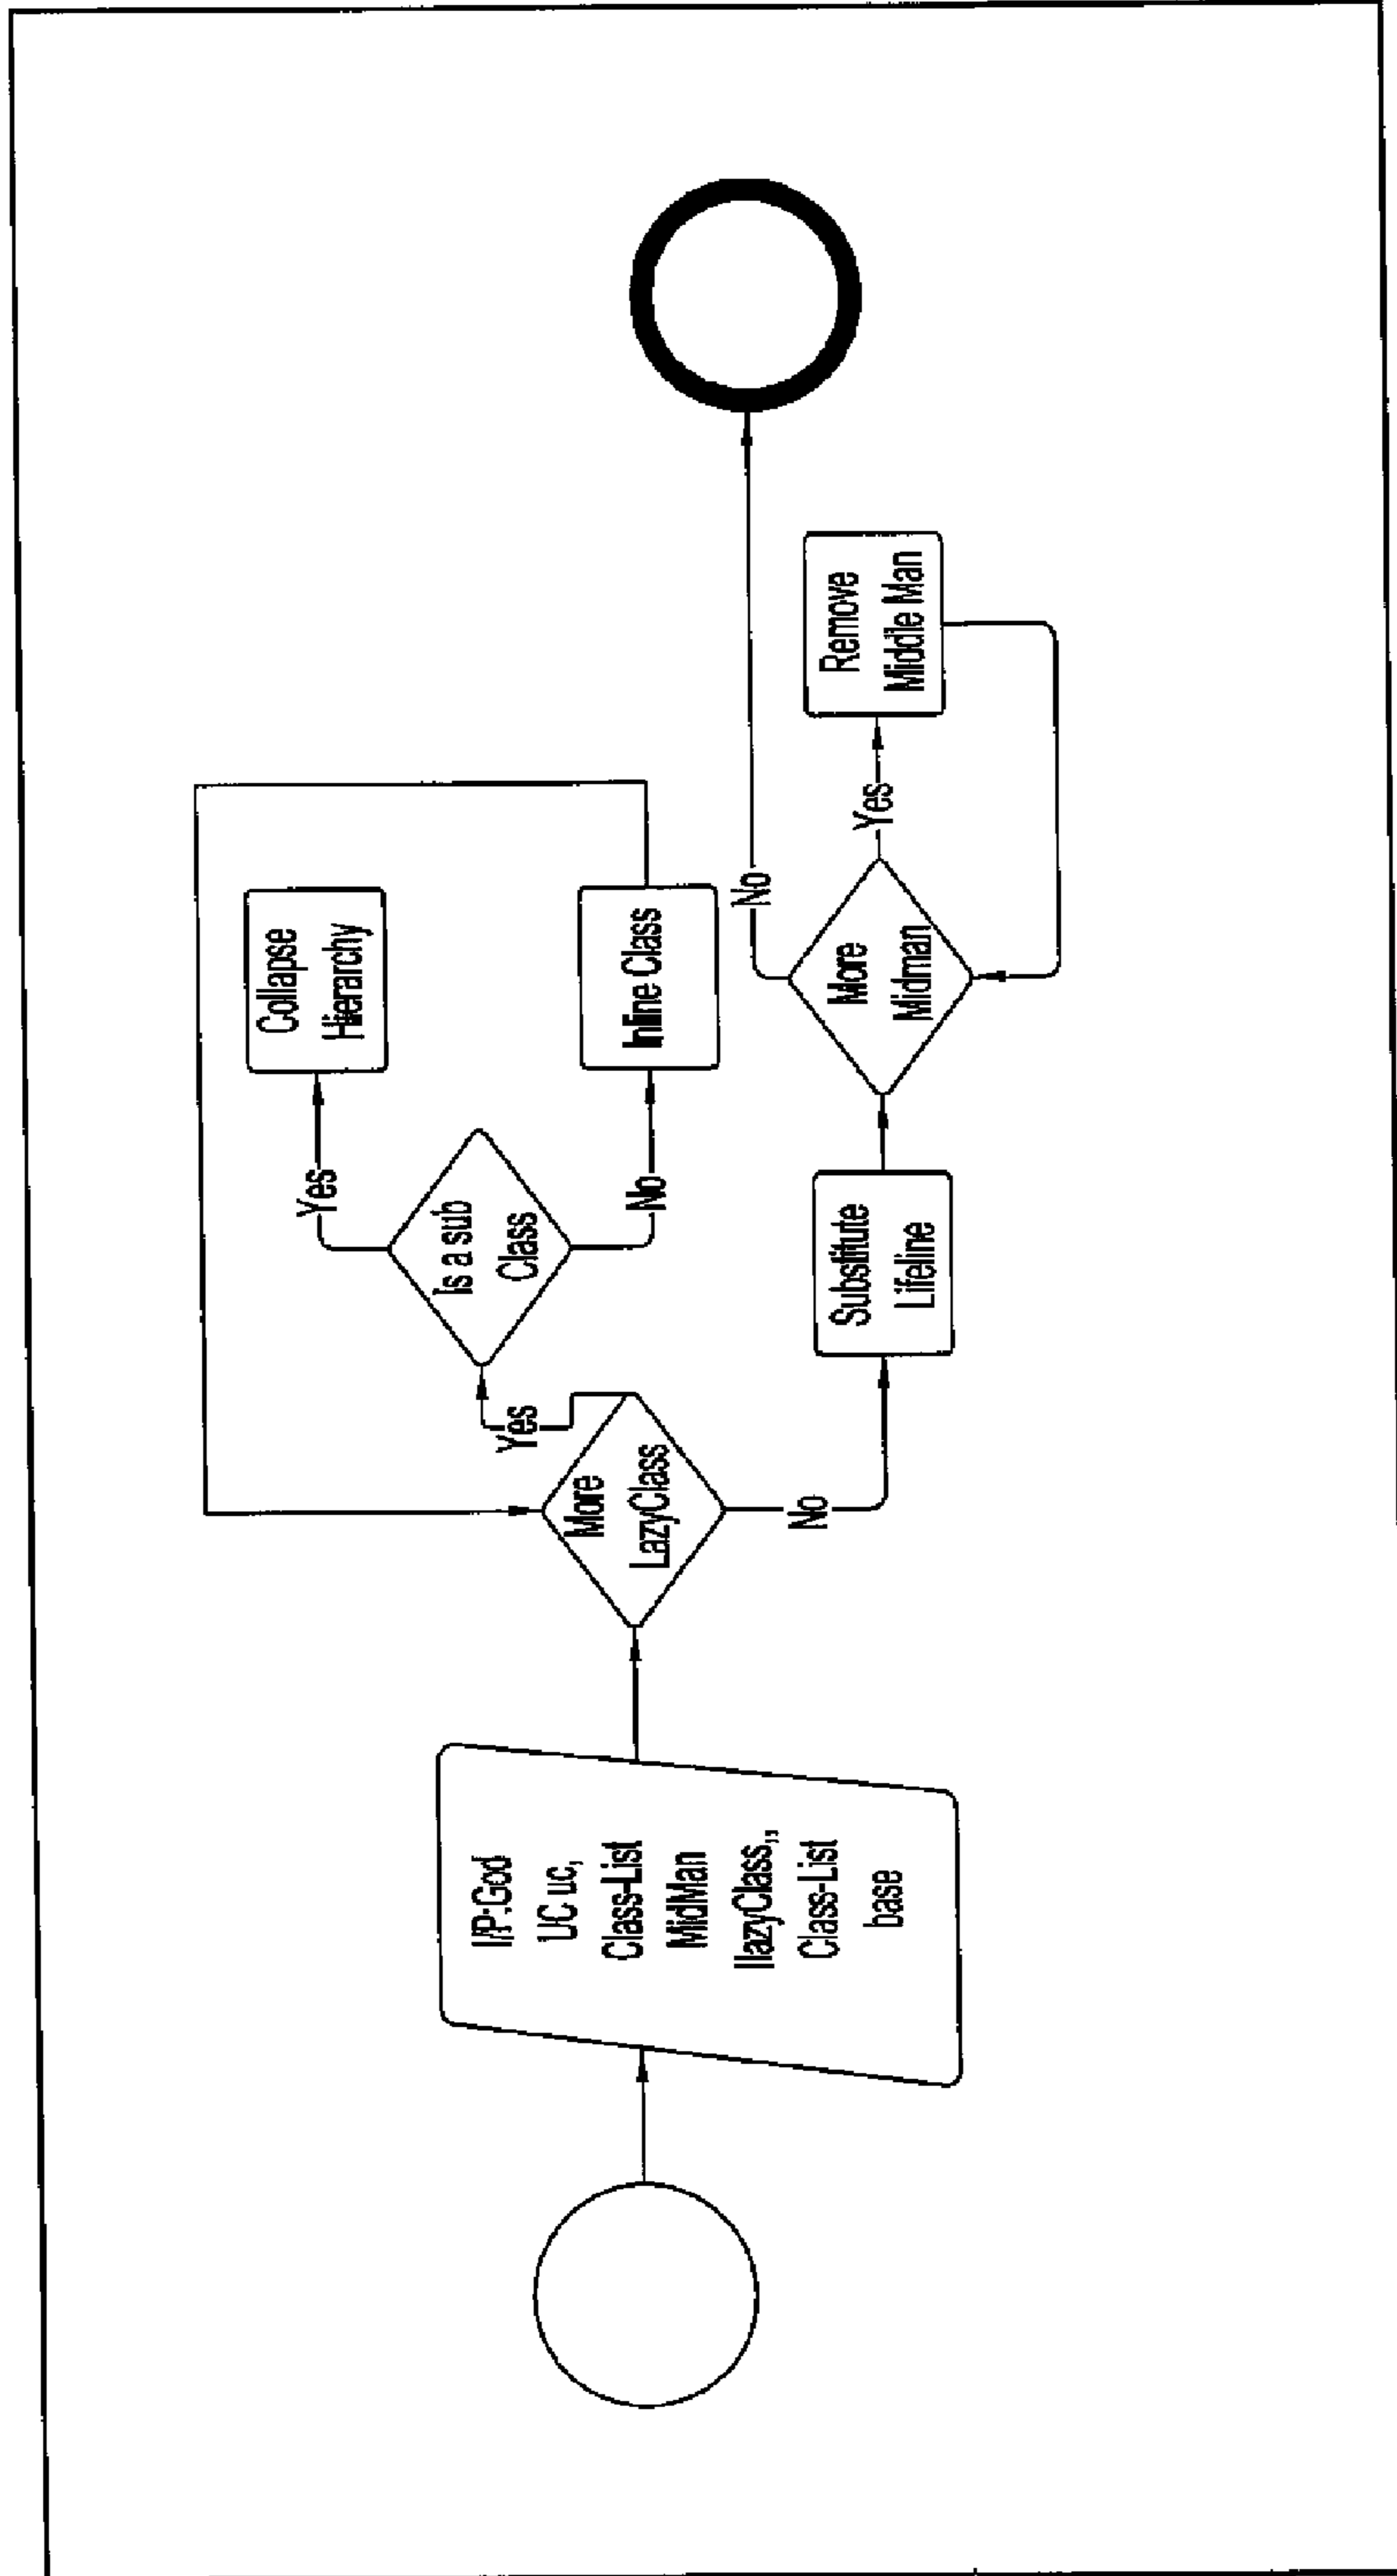 I/P:God
UC uc,
Class-List
MidMan
llazyClass,,
Class-List
base
More
LazyClass
Yes
No
Is a sub
Class
Yes
No
Collapse
Hierarchy
Inline Class
Substitute
Lifeline
More
Midman
No
Yes
Remove
Middle Man